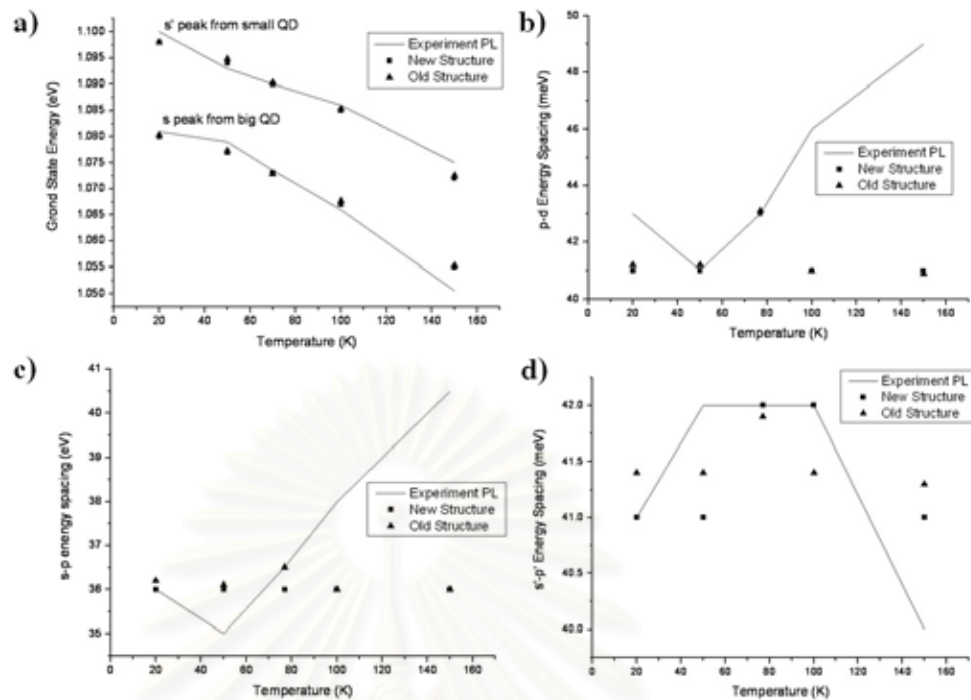 a)
s' peak from small QD
s peak from big QD
Experiment PL
New Structure
Old Structure
1.100
1.095
1.090
1.085
1.080
1.075
1.070
1.065
1.060
1.055
1.050
Grond State Energy (eV)
0 20 40 60 80 100 120 140 160
Temperature (K)
b)
Experiment PL
New Structure
Old Structure
50
48
46
44
42
40
p-d Energy Spacing (meV)
0 20 40 60 80 100 120 140 160
Temperature (K)
c)
Experiment PL
New Structure
Old Structure
41
40
39
38
37
36
35
s-p energy spacing (eV)
0 20 40 60 80 100 120 140 160
Temperature (K)
d)
Experiment PL
New Structure
Old Structure
42.0
41.5
41.0
40.5
40.0
s'-p' Energy Spacing (meV)
0 20 40 60 80 100 120 140 160
Temperature (K)